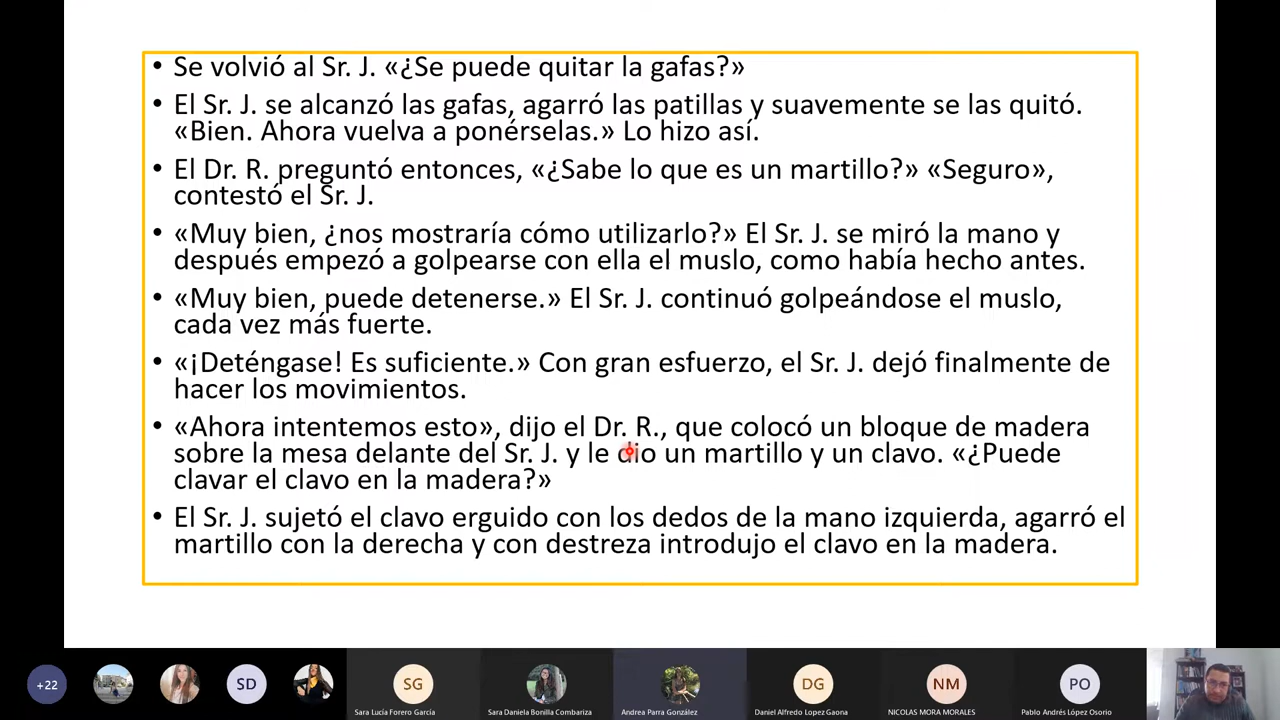 • Se volvió al Sr. J. «¿Se puede quitar la gafas?»
• El Sr. J. se alcanzó las gafas, agarró las patillas y suavemente se las quitó.
«Bien. Ahora vuelva a ponérselas.» Lo hizo así.
• El Dr. R. preguntó entonces, «¿Sabe lo que es un martillo?» «Seguro»,
contestó el Sr. J.
• «Muy bien, ¿nos mostraría cómo utilizarlo?» El Sr. J. se miró la mano y
después empezó a golpearse con ella el muslo, como había hecho antes.
• «Muy bien, puede detenerse.» El Sr. J. continuó golpeándose el muslo,
cada vez más fuerte.
• «¡Deténgase! Es suficiente.» Con gran esfuerzo, el Sr. J. dejó finalmente de
hacer los movimientos.
• «Ahora intentemos esto», dijo el Dr. R., que colocó un bloque de madera
sobre la mesa delante del Sr. J. y le dio un martillo y un clavo. «¿Puede
clavar el clavo en la madera?»
• El Sr. J. sujetó el clavo erguido con los dedos de la mano izquierda, agarró el
martillo con la derecha y con destreza introdujo el clavo en la madera.
+22 SD SG DG NM PO
Sara Lucía Forero García Sara Daniela Bonilla Combariza Andrea Parra González Daniel Alfredo Lopez Gaona NICOLAS MORA MORALES Pablo Andrés López Osorio